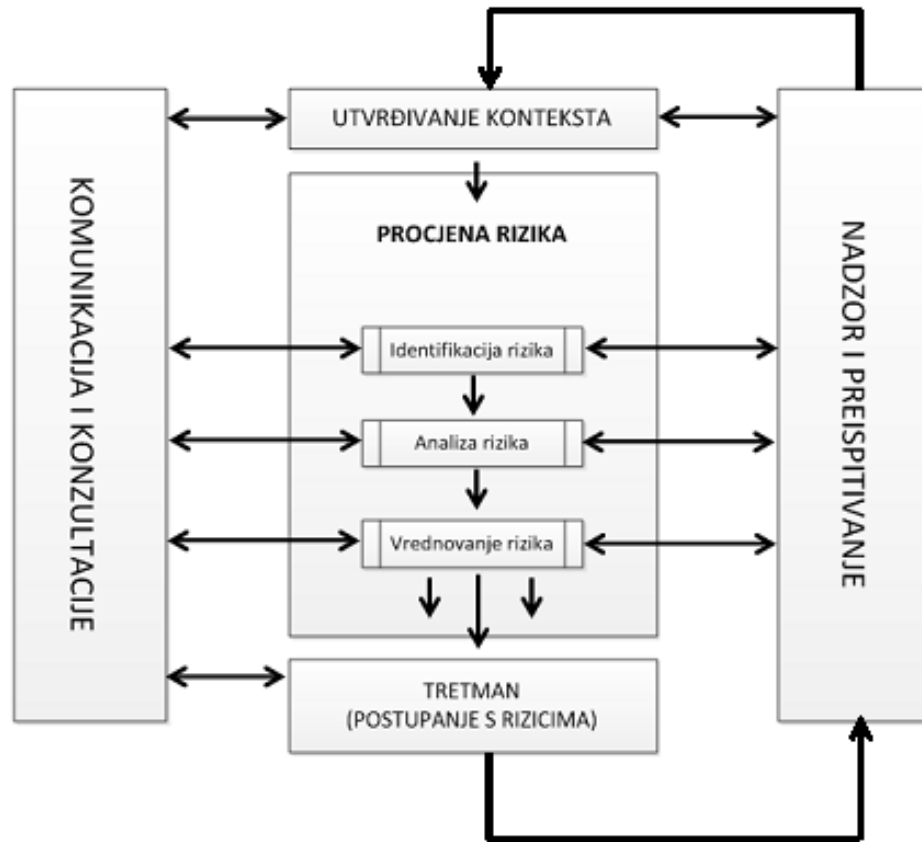 UTVRĐIVANJE KONTEKSTA
KOMUNIKACIJA I KONZULTACIJE
PROCJENA RIZIKA
Identifikacija rizika
Analiza rizika
Vrednovanje rizika
TRETMAN
(POSTUPANJE S RIZICIMA)
NADZOR I PREISPITIVANJE